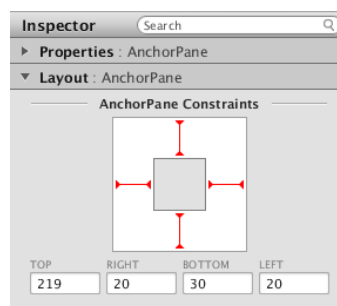 Inspector Search
Properties : AnchorPane
Layout : AnchorPane
AnchorPane Constraints
TOP RIGHT BOTTOM LEFT
219 20 30 20